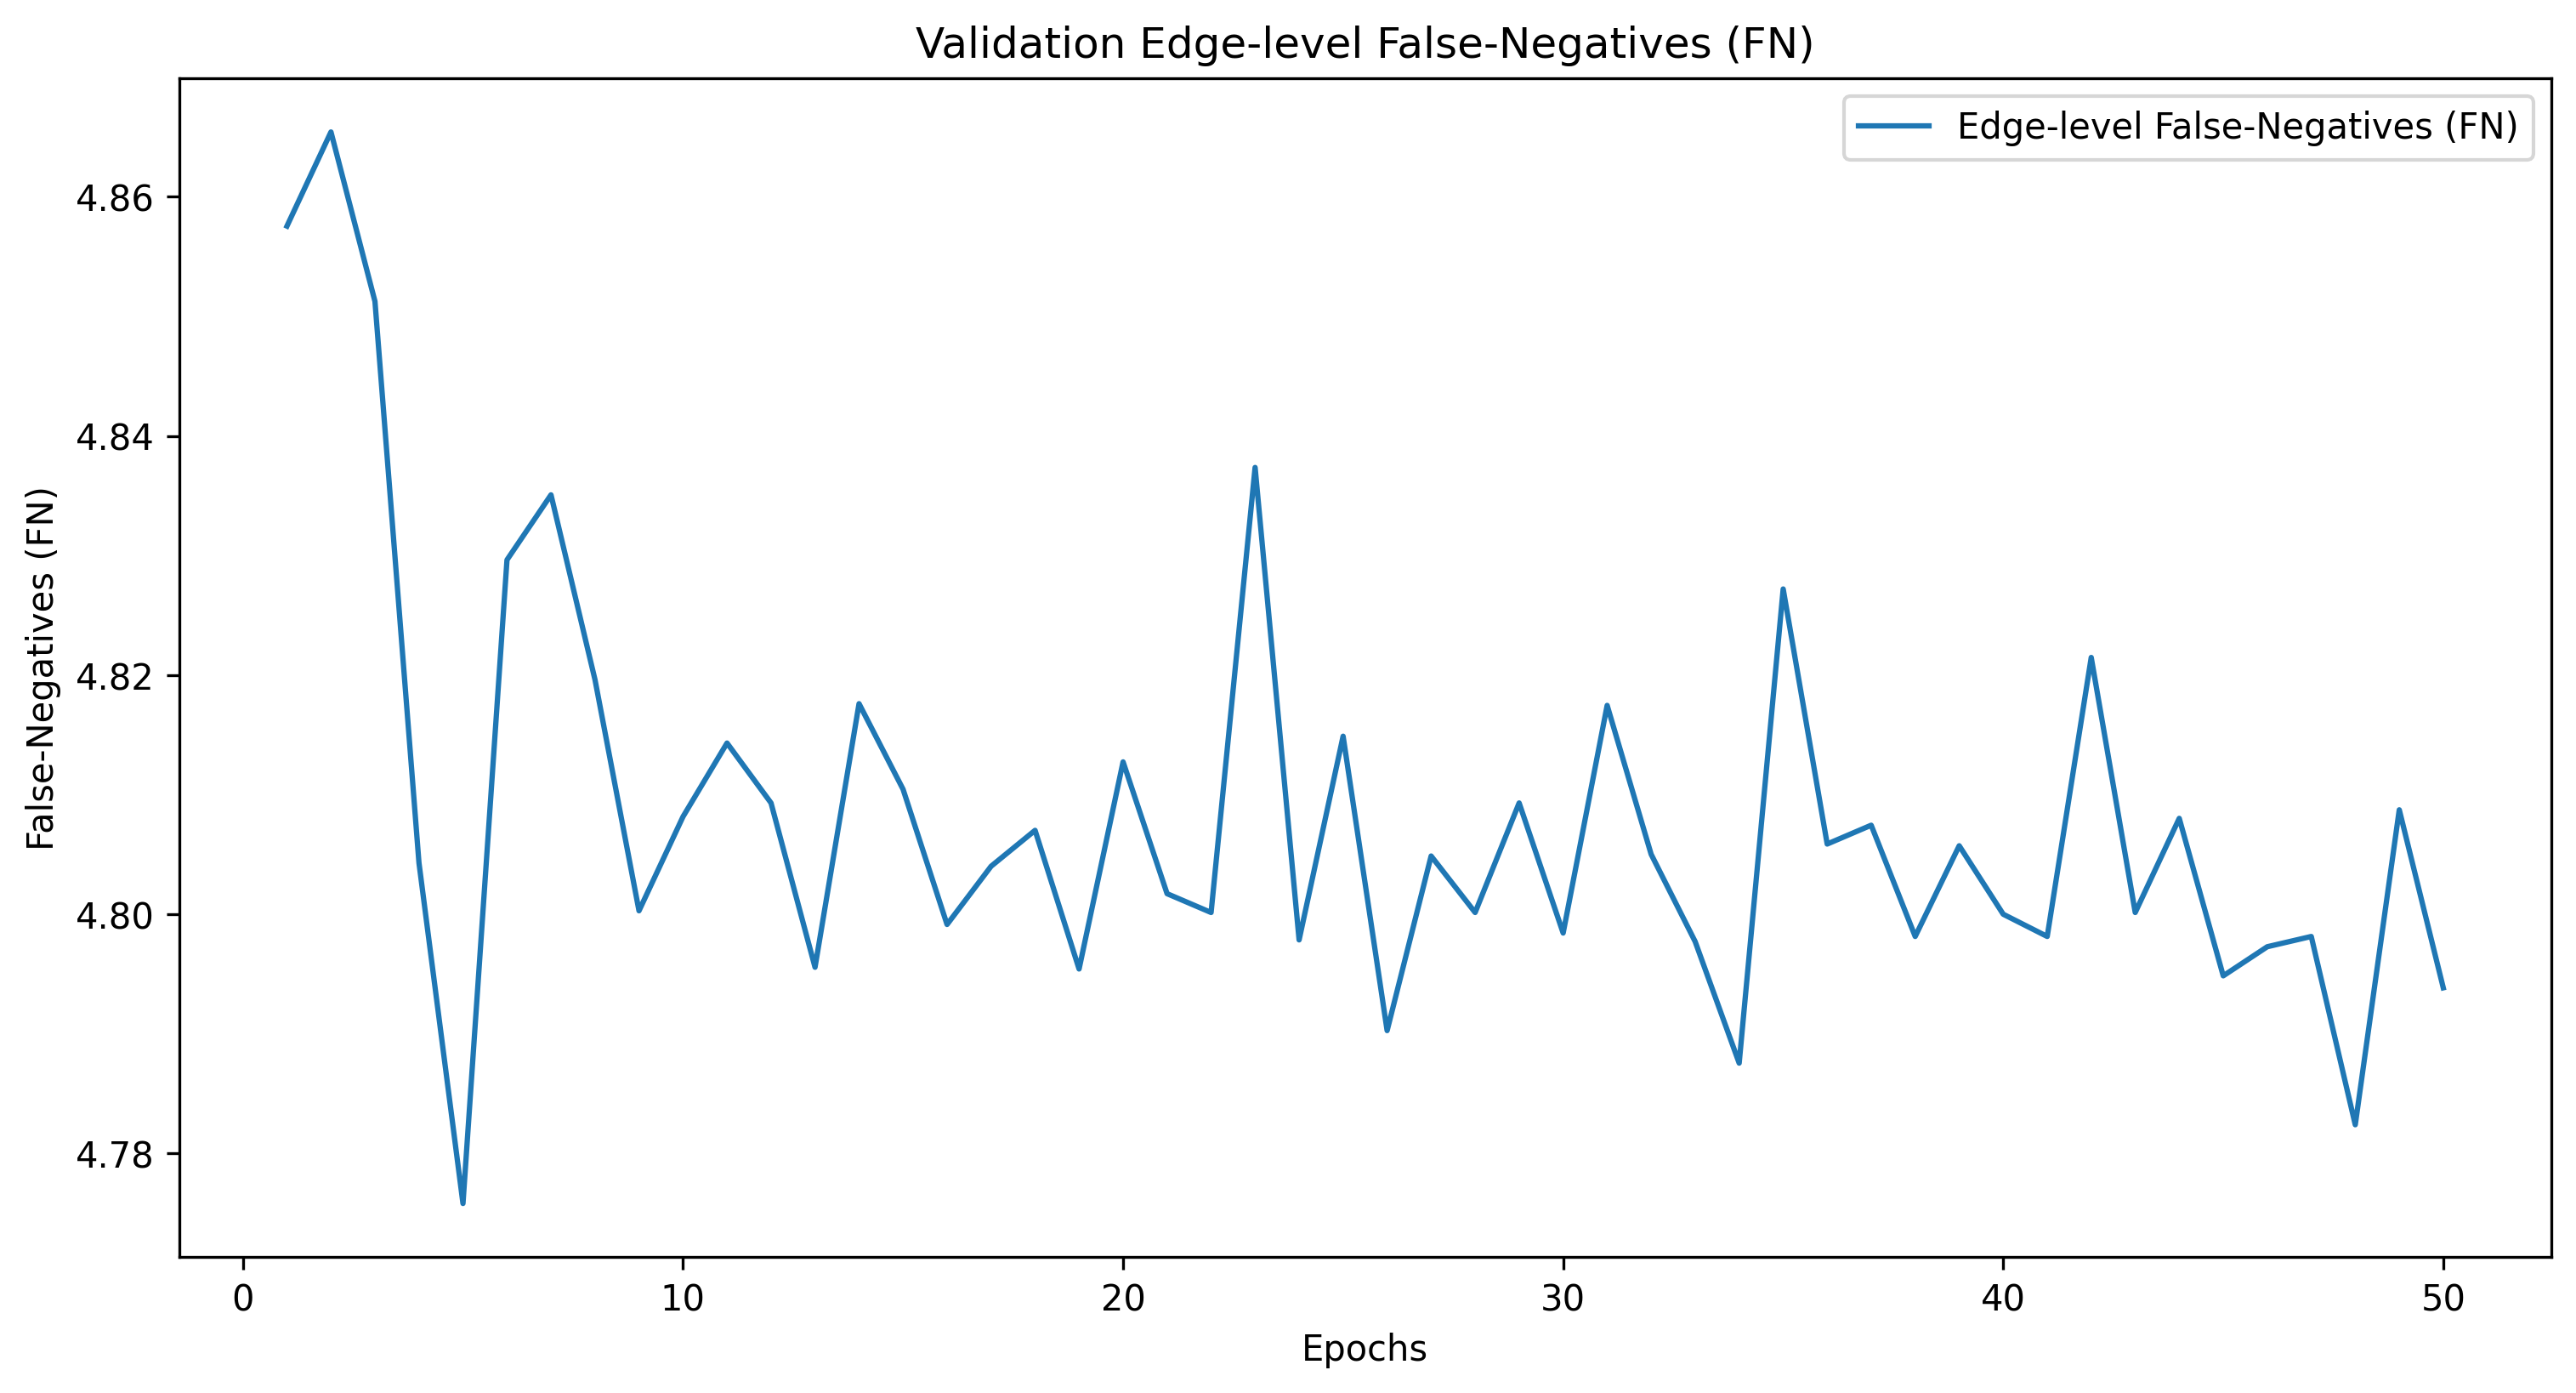 Validation Edge-level False-Negatives (FN)
Edge-level False-Negatives (FN)
False-Negatives (FN)
4.86
4.84
4.82
4.80
4.78
0 10 20 30 40 50
Epochs